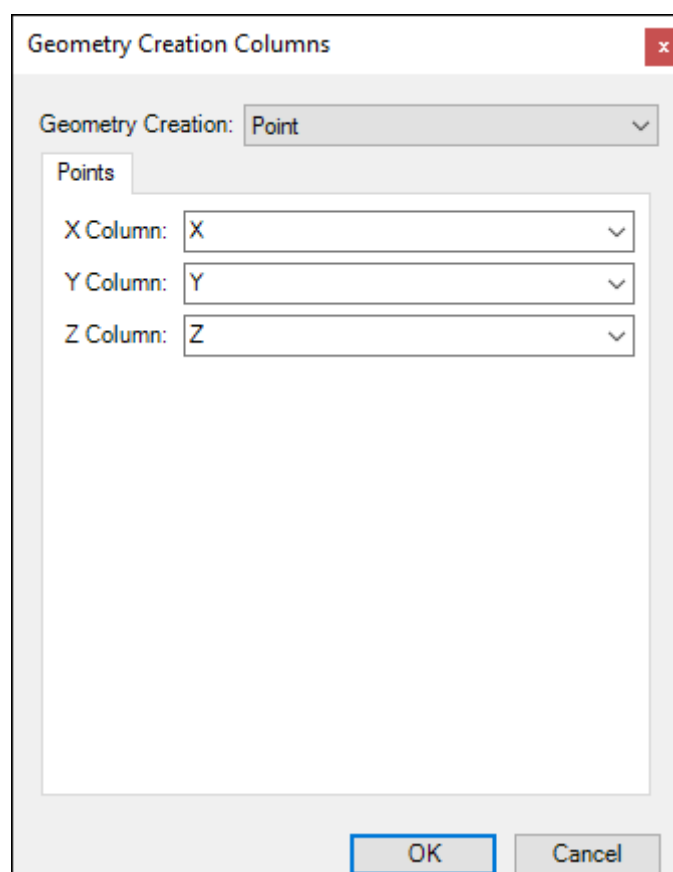 Geometry Creation Columns
x
Geometry Creation: Point
Points
X Column: X
Y Column: Y
Z Column: Z
OK Cancel